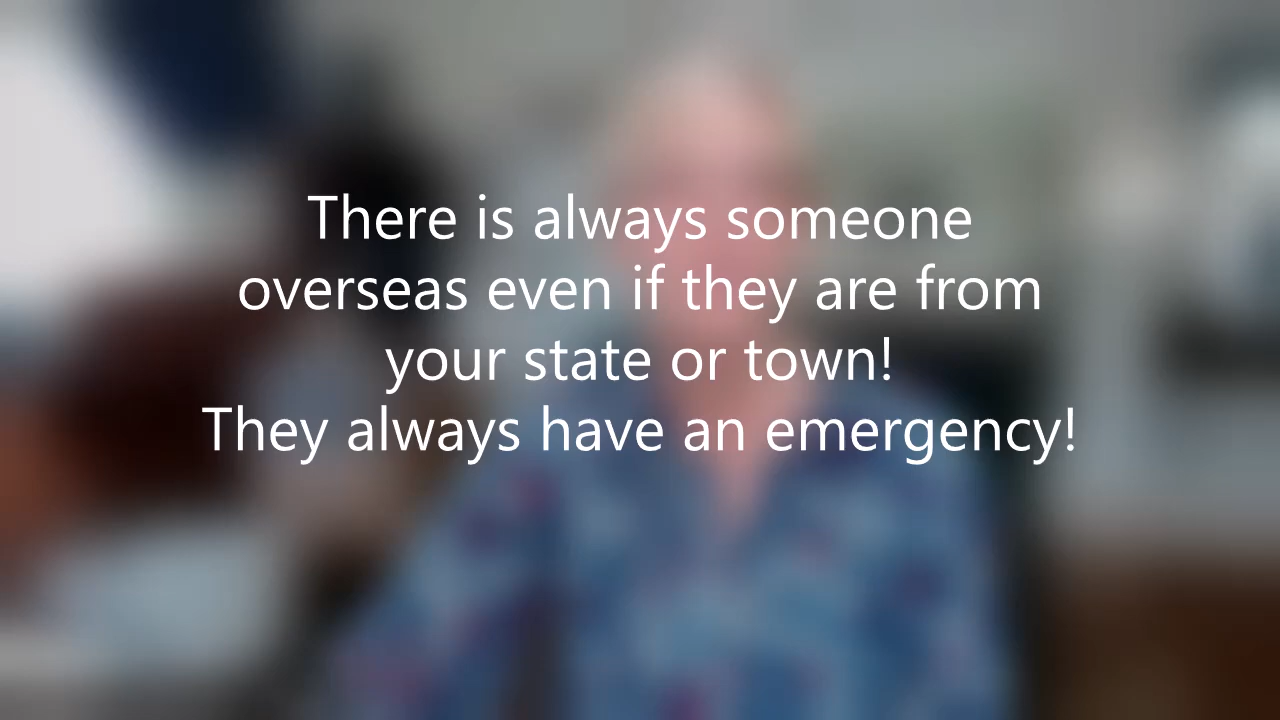 There is always someone
overseas even if they are from
your state or town!
They always have an emergency!